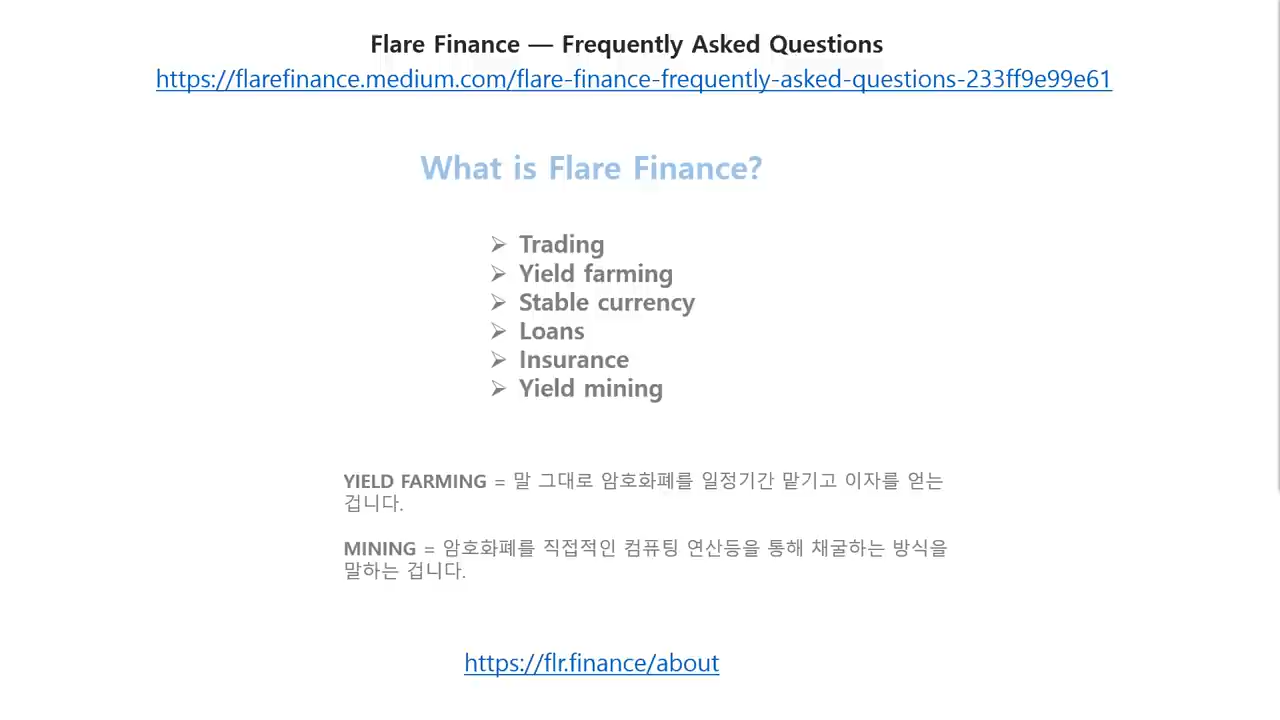 Flare Finance — Frequently Asked Questions
https://flarefinance.medium.com/flare-finance-frequently-asked-questions-233ff9e99e61
What is Flare Finance?
➢ Trading
➢ Yield farming
➢ Stable currency
➢ Loans
➢ Insurance
➢ Yield mining
YIELD FARMING = 말 그대로 암호화폐를 일정기간 맡기고 이자를 얻는
겁니다.
MINING = 암호화폐를 직접적인 컴퓨팅 연산등을 통해 채굴하는 방식을
말하는 겁니다.
https://flr.finance/about